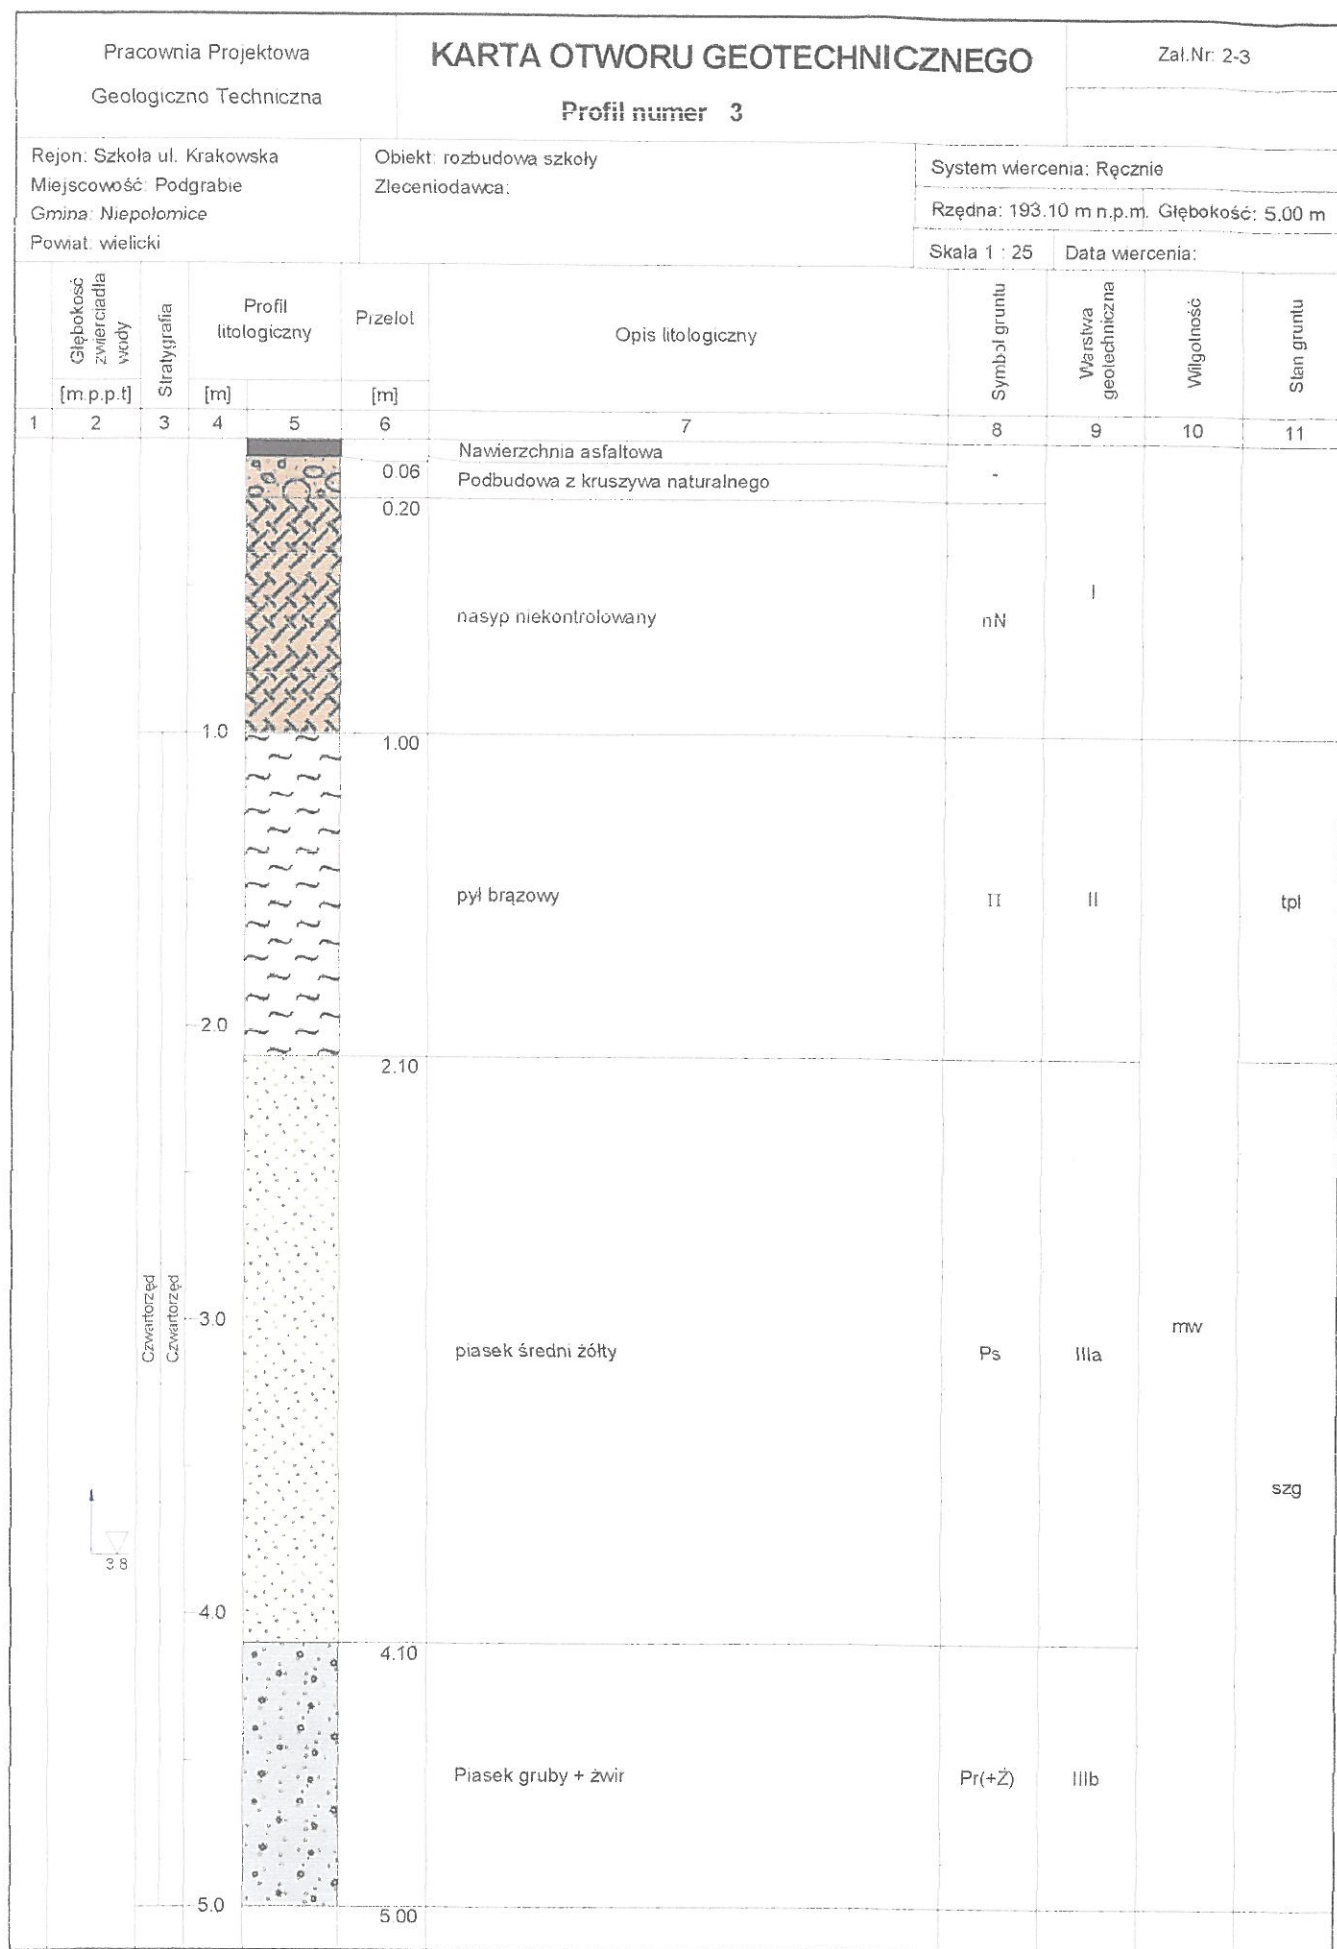 Pracownia Projektowa
Geologiczno Techniczna
KARTA OTWORU GEOTECHNICZNEGO
Profil numer 3
Zał.Nr: 2-3
Rejon: Szkoła ul. Krakowska
Miejscowość: Podgrabie
Gmina: Niepołomice
Powiat: wielicki
Obiekt: rozbudowa szkoły
Zleceniodawca:
System wiercenia: Ręcznie
Rzędna: 193.10 m n.p.m. Głębokość: 5.00 m
Skala 1 : 25 Data wiercenia:
Głębokość
zwierciadła
wody
[m.p.p.t]
Stratygrafia
Profil
litologiczny
[m]
Przelot
[m]
Opis litologiczny
Symbol gruntu
Warstwa
geotechniczna
Wilgotność
Stan gruntu
1 2 3 4 5 6 7 8 9 10 11
Nawierzchnia asfaltowa
0.06 Podbudowa z kruszywa naturalnego -
0.20
nasyp niekontrolowany nN I
1.0 1.00
pył brązowy Π II tpl
2.0
2.10
Czwartorzęd
Czwartorzęd
3.0
piasek średni żółty Ps IIIa mw
szg
3.8
4.0
4.10
Piasek gruby + żwir Pr(+Ż) IIIb
5.0 5.00